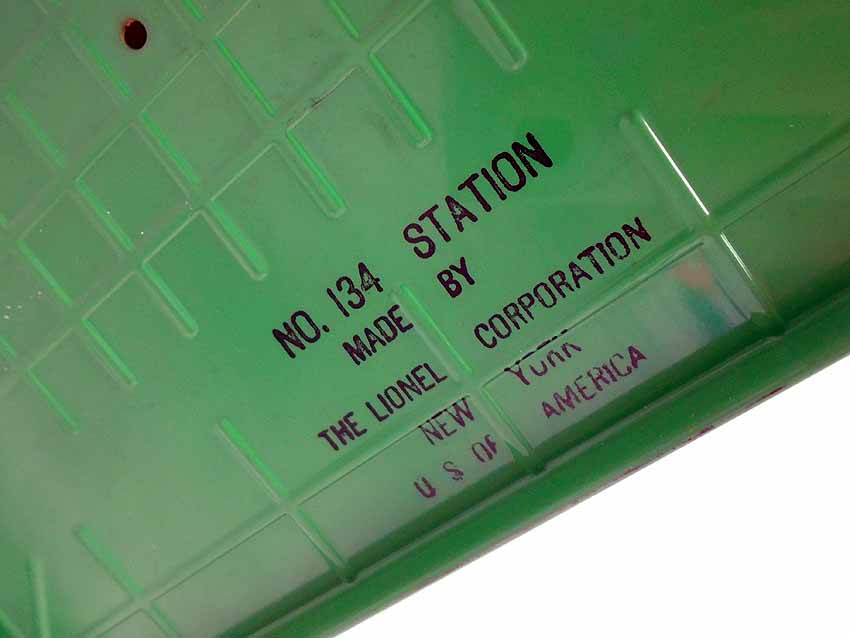 NO. 134 STATION
MADE BY
THE LIONEL CORPORATION
NEW YORK
U S OF AMERICA